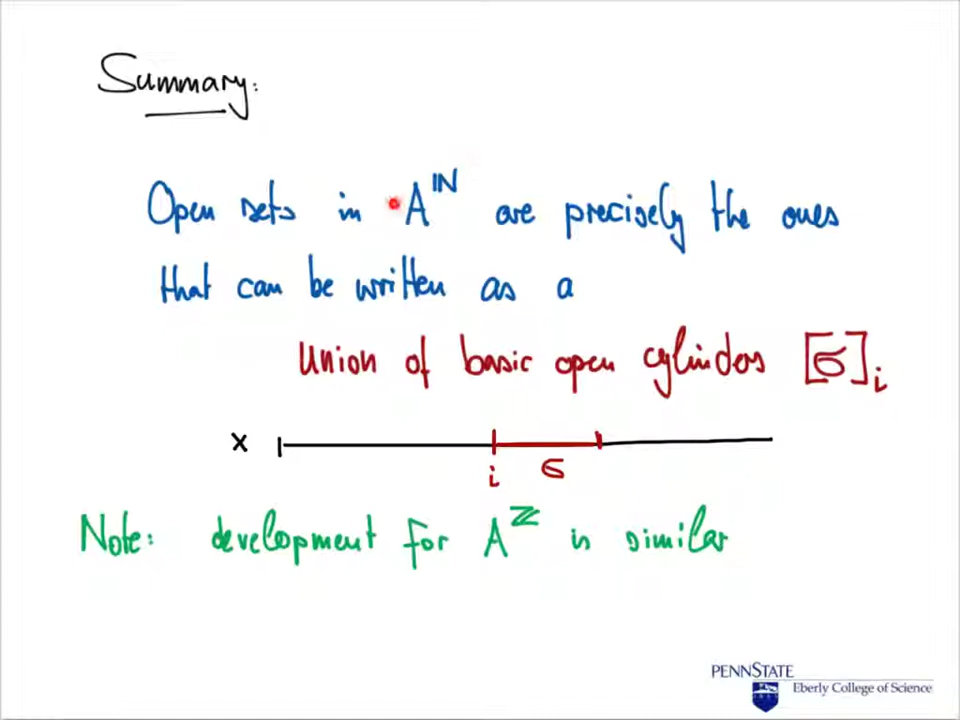 Summary:
Open sets in A^ℕ are precisely the ones
that can be written as a
union of basic open cylinders [σ]_i
x
i σ
Note: development for A^ℤ is similar
PENNSTATE
Eberly College of Science